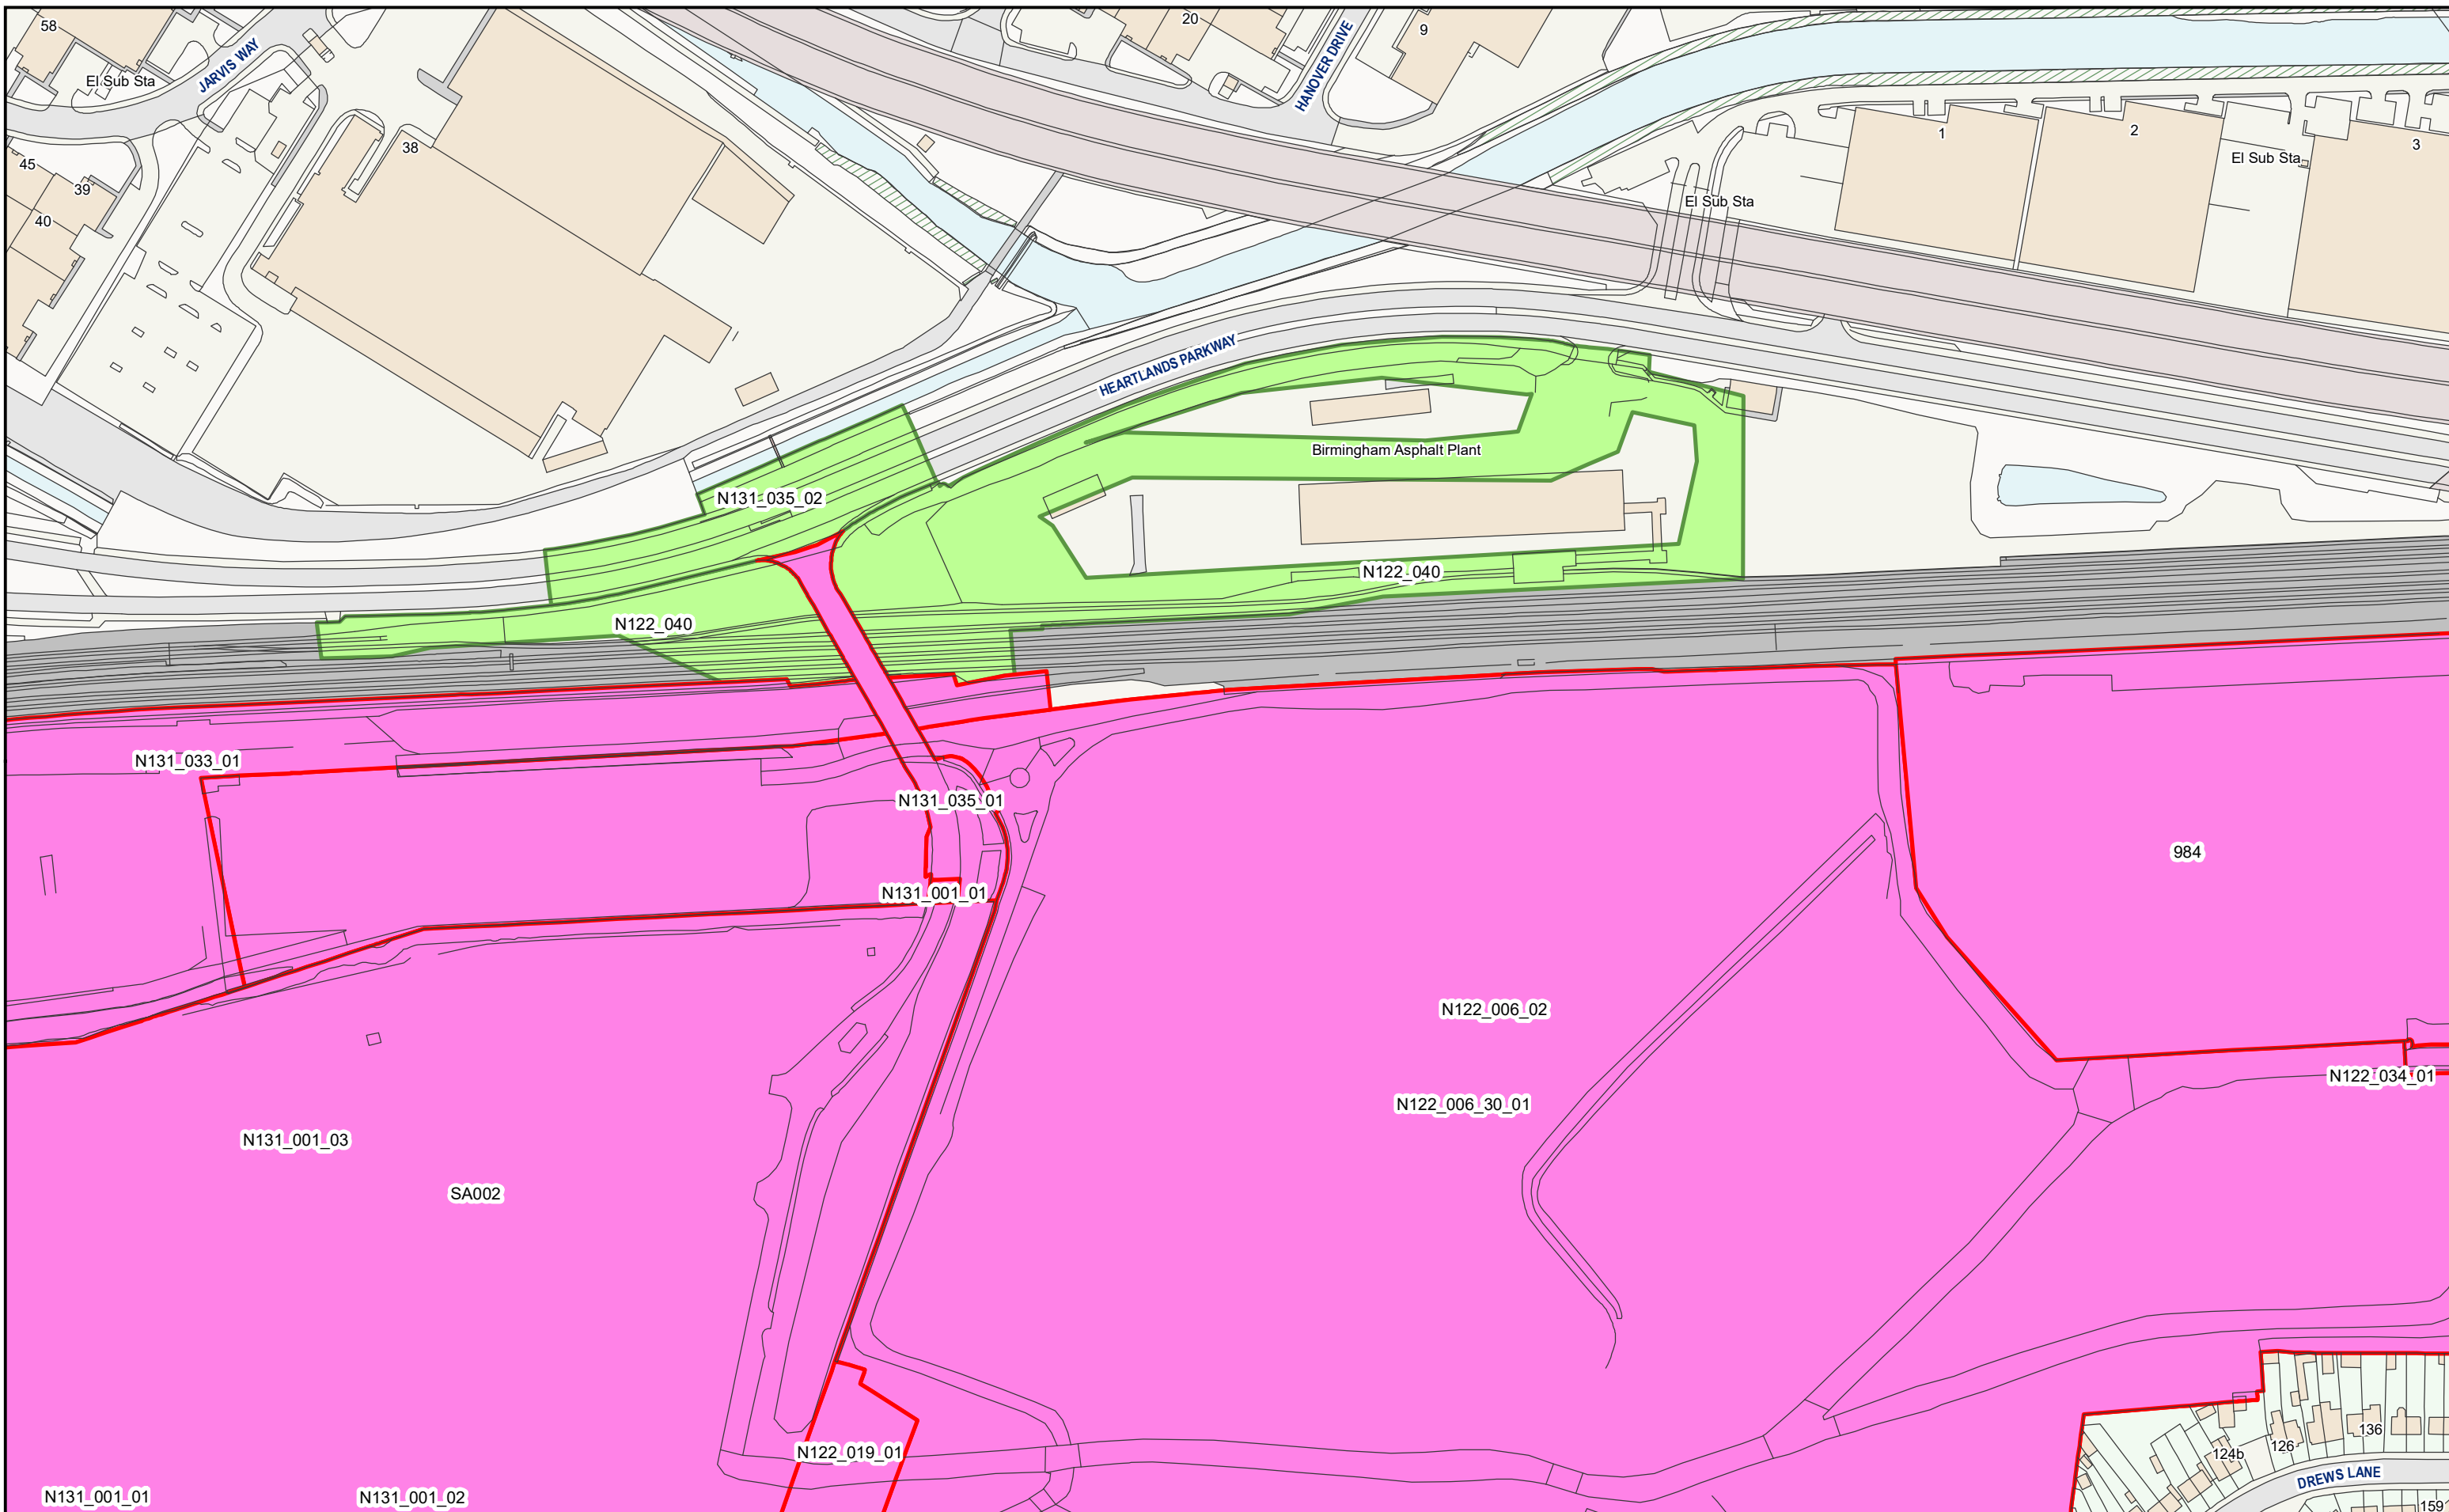 58
20
9
El Sub Sta
JARVIS WAY
HANOVER DRIVE
1
2
3
38
45
39
40
El Sub Sta
El Sub Sta
HEARTLANDS PARKWAY
Birmingham Asphalt Plant
N131_035_02
N122_040
N122_040
N131_033_01
N131_035_01
984
N131_001_01
N122_006_02
N122_034_01
N122_006_30_01
N131_001_03
SA002
136
126
124b
N122_019_01
DREWS LANE
N131_001_01
N131_001_02
159